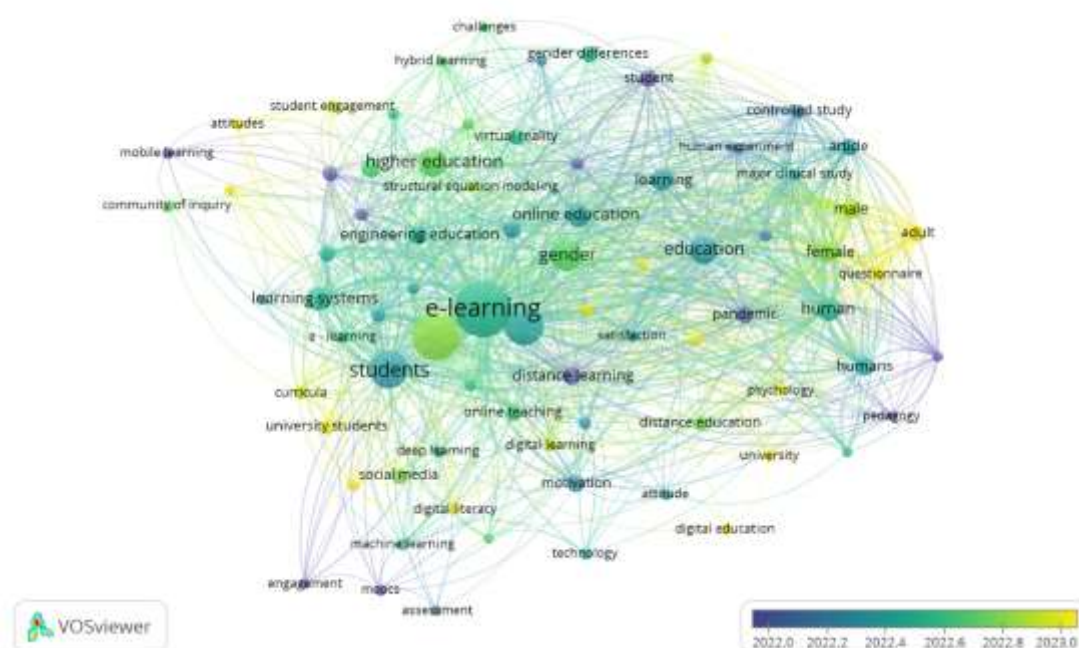 challenges
hybrid learning
gender differences
student
student engagement
attitudes
controlled study
virtual reality
human experiment
article
mobile learning
higher education
structural equation modeling
learning
major clinical study
community of inquiry
online education
male
engineering education
adult
gender
education
female
questionnaire
learning systems
e-learning
human
pandemic
e - learning
satisfaction
students
distance learning
humans
curricula
psychology
online teaching
pedagogy
university students
distance education
deep learning
digital learning
university
social media
motivation
attitude
digital literacy
digital education
machine learning
technology
engagement
moocs
assessment
VOSviewer
2022.0 2022.2 2022.4 2022.6 2022.8 2023.0